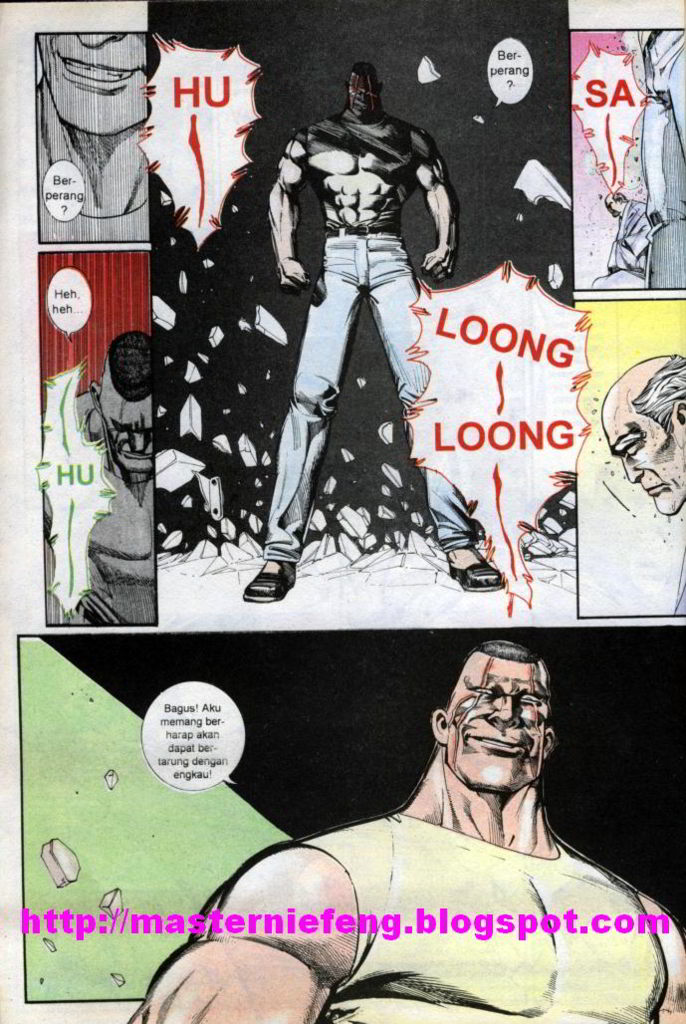 Ber-
perang
?
HU
Ber-
perang
?
SA
Heh,
heh...
HU
LOONG
LOONG
Bagus! Aku
memang ber-
harap akan
dapat ber-
tarung dengan
engkau!
http://masterniefeng.blogspot.com